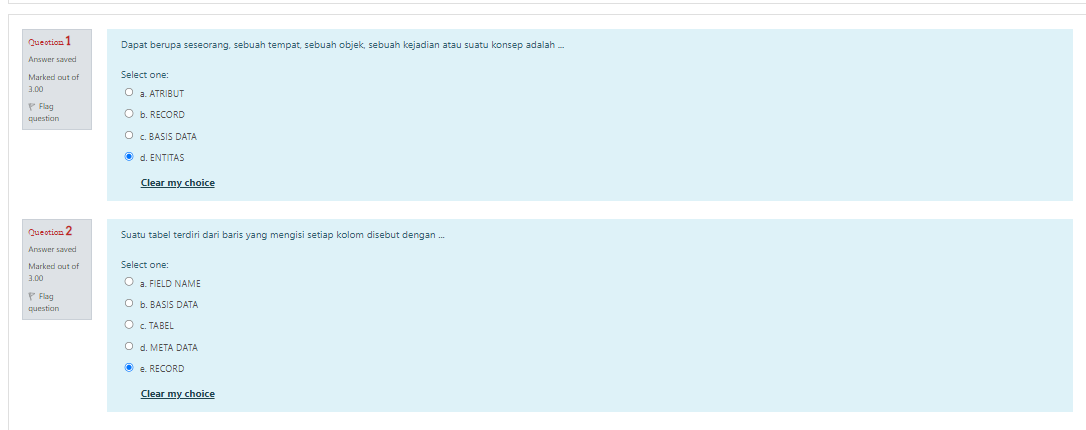 Question 1
Answer saved
Marked out of
3.00
Flag
question
Dapat berupa seseorang, sebuah tempat, sebuah objek, sebuah kejadian atau suatu konsep adalah ...
Select one:
a. ATRIBUT
b. RECORD
c. BASIS DATA
d. ENTITAS
Clear my choice
Question 2
Answer saved
Marked out of
3.00
Flag
question
Suatu tabel terdiri dari baris yang mengisi setiap kolom disebut dengan ...
Select one:
a. FIELD NAME
b. BASIS DATA
c. TABEL
d. META DATA
e. RECORD
Clear my choice